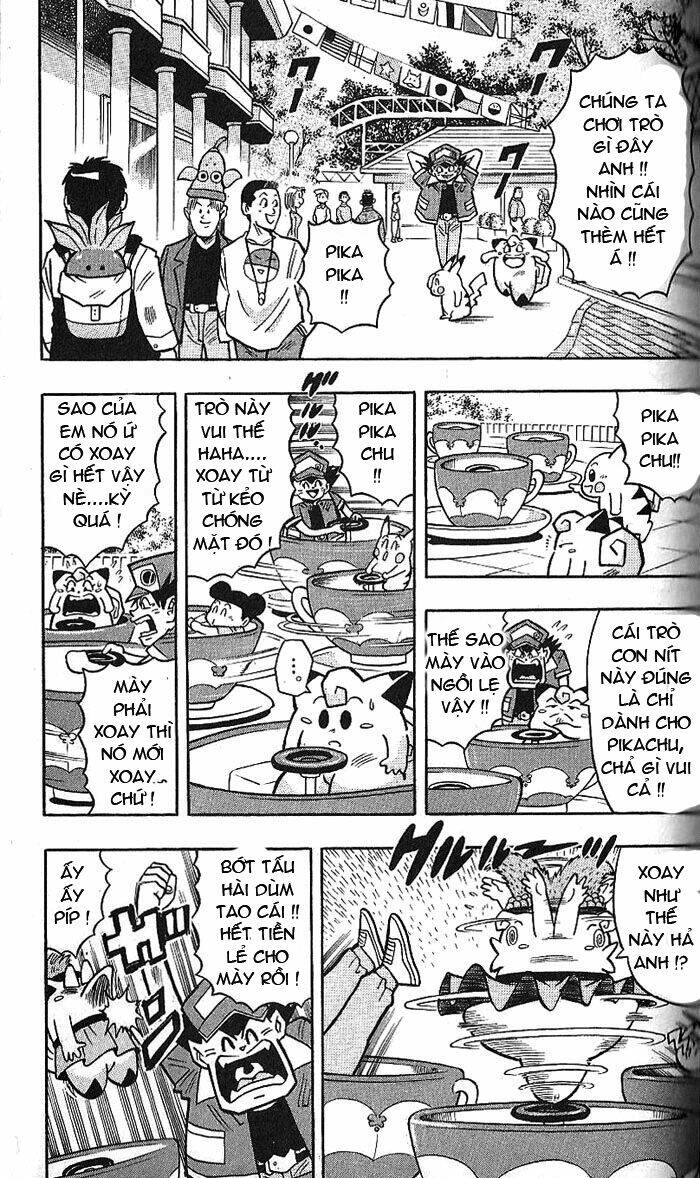 ワー
ワー
CHÚNG TA
CHƠI TRÒ
GÌ ĐÂY
ANH !!
NHÌN CÁI
NÀO CŨNG
THÈM HẾT
Á !!
PIKA
PIKA
!!
PIKA
PIKA
CHU!!
CÁI TRÒ
CON NÍT
NÀY ĐÚNG
LÀ CHỈ
DÀNH CHO
PIKACHU,
CHẢ GÌ VUI
CẢ !!
THẾ SAO
MÀY VÀO
NGỒI LẸ
VẬY !!
PIKA
PIKA
CHU !!
TRÒ NÀY
VUI THẾ
HAHA....
XOAY TỪ
TỪ KẺO
CHÓNG
MẶT ĐÓ !
...
SAO CỦA
EM NÓ Ứ
CÓ XOAY
GÌ HẾT VẬY
NÈ....KỲ
QUÁ !
MÀY
PHẢI
XOAY THÌ
NÓ MỚI
XOAY
CHỨ !
XOAY
NHƯ
THẾ
NÀY HẢ
ANH !?
BỚT TẤU
HÀI DÙM
TAO CÁI !!
HẾT TIỀN
LẺ CHO
MÀY RỒI !
ẤY
ẤY
PÍP !